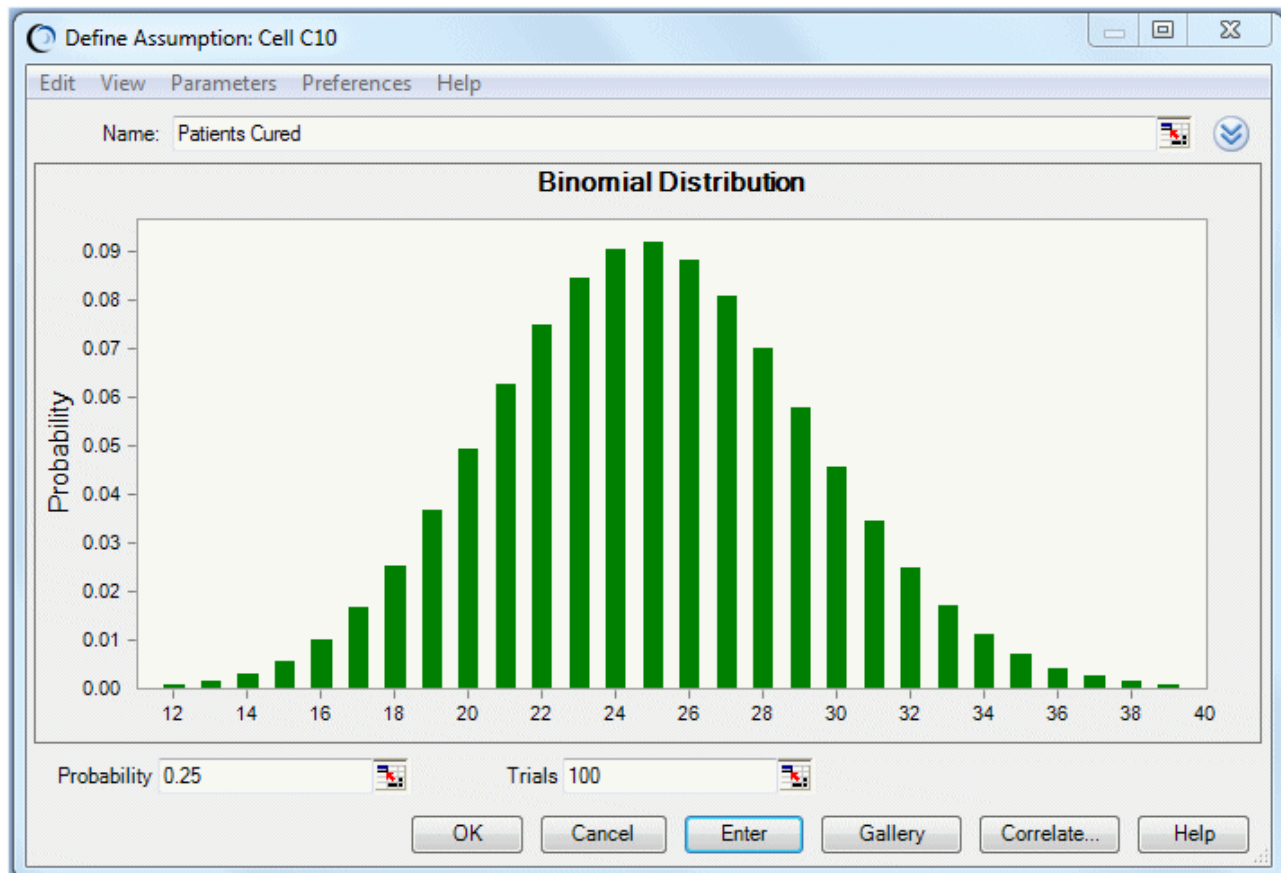 Define Assumption: Cell C10
Edit View Parameters Preferences Help
Name: Patients Cured
Binomial Distribution
Probability
0.09
0.08
0.07
0.06
0.05
0.04
0.03
0.02
0.01
0.00
12 14 16 18 20 22 24 26 28 30 32 34 36 38 40
Probability 0.25 Trials 100
OK Cancel Enter Gallery Correlate... Help